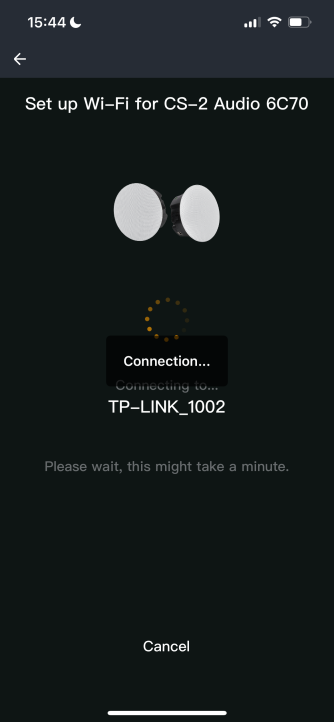 15:44
Set up Wi-Fi for CS-2 Audio 6C70
Connection...
Connecting to...
TP-LINK_1002
Please wait, this might take a minute.
Cancel